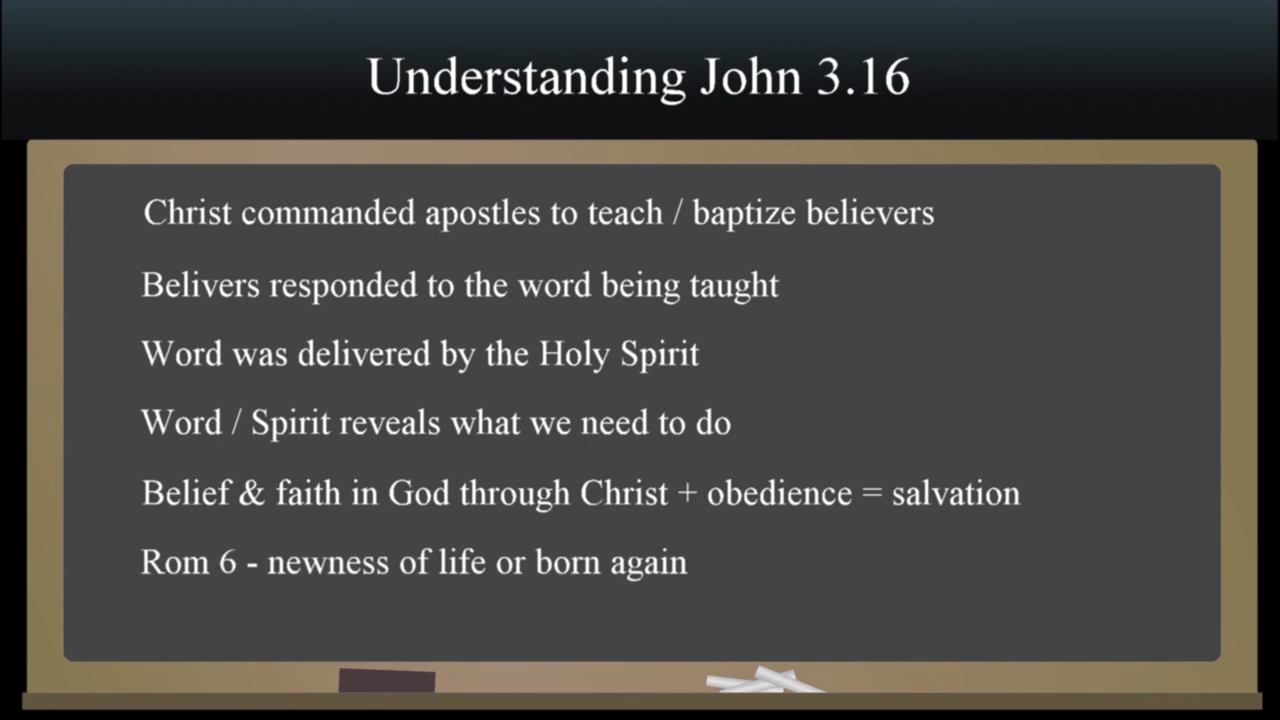 Understanding John 3.16
Christ commanded apostles to teach / baptize believers
Belivers responded to the word being taught
Word was delivered by the Holy Spirit
Word / Spirit reveals what we need to do
Belief & faith in God through Christ + obedience = salvation
Rom 6 - newness of life or born again